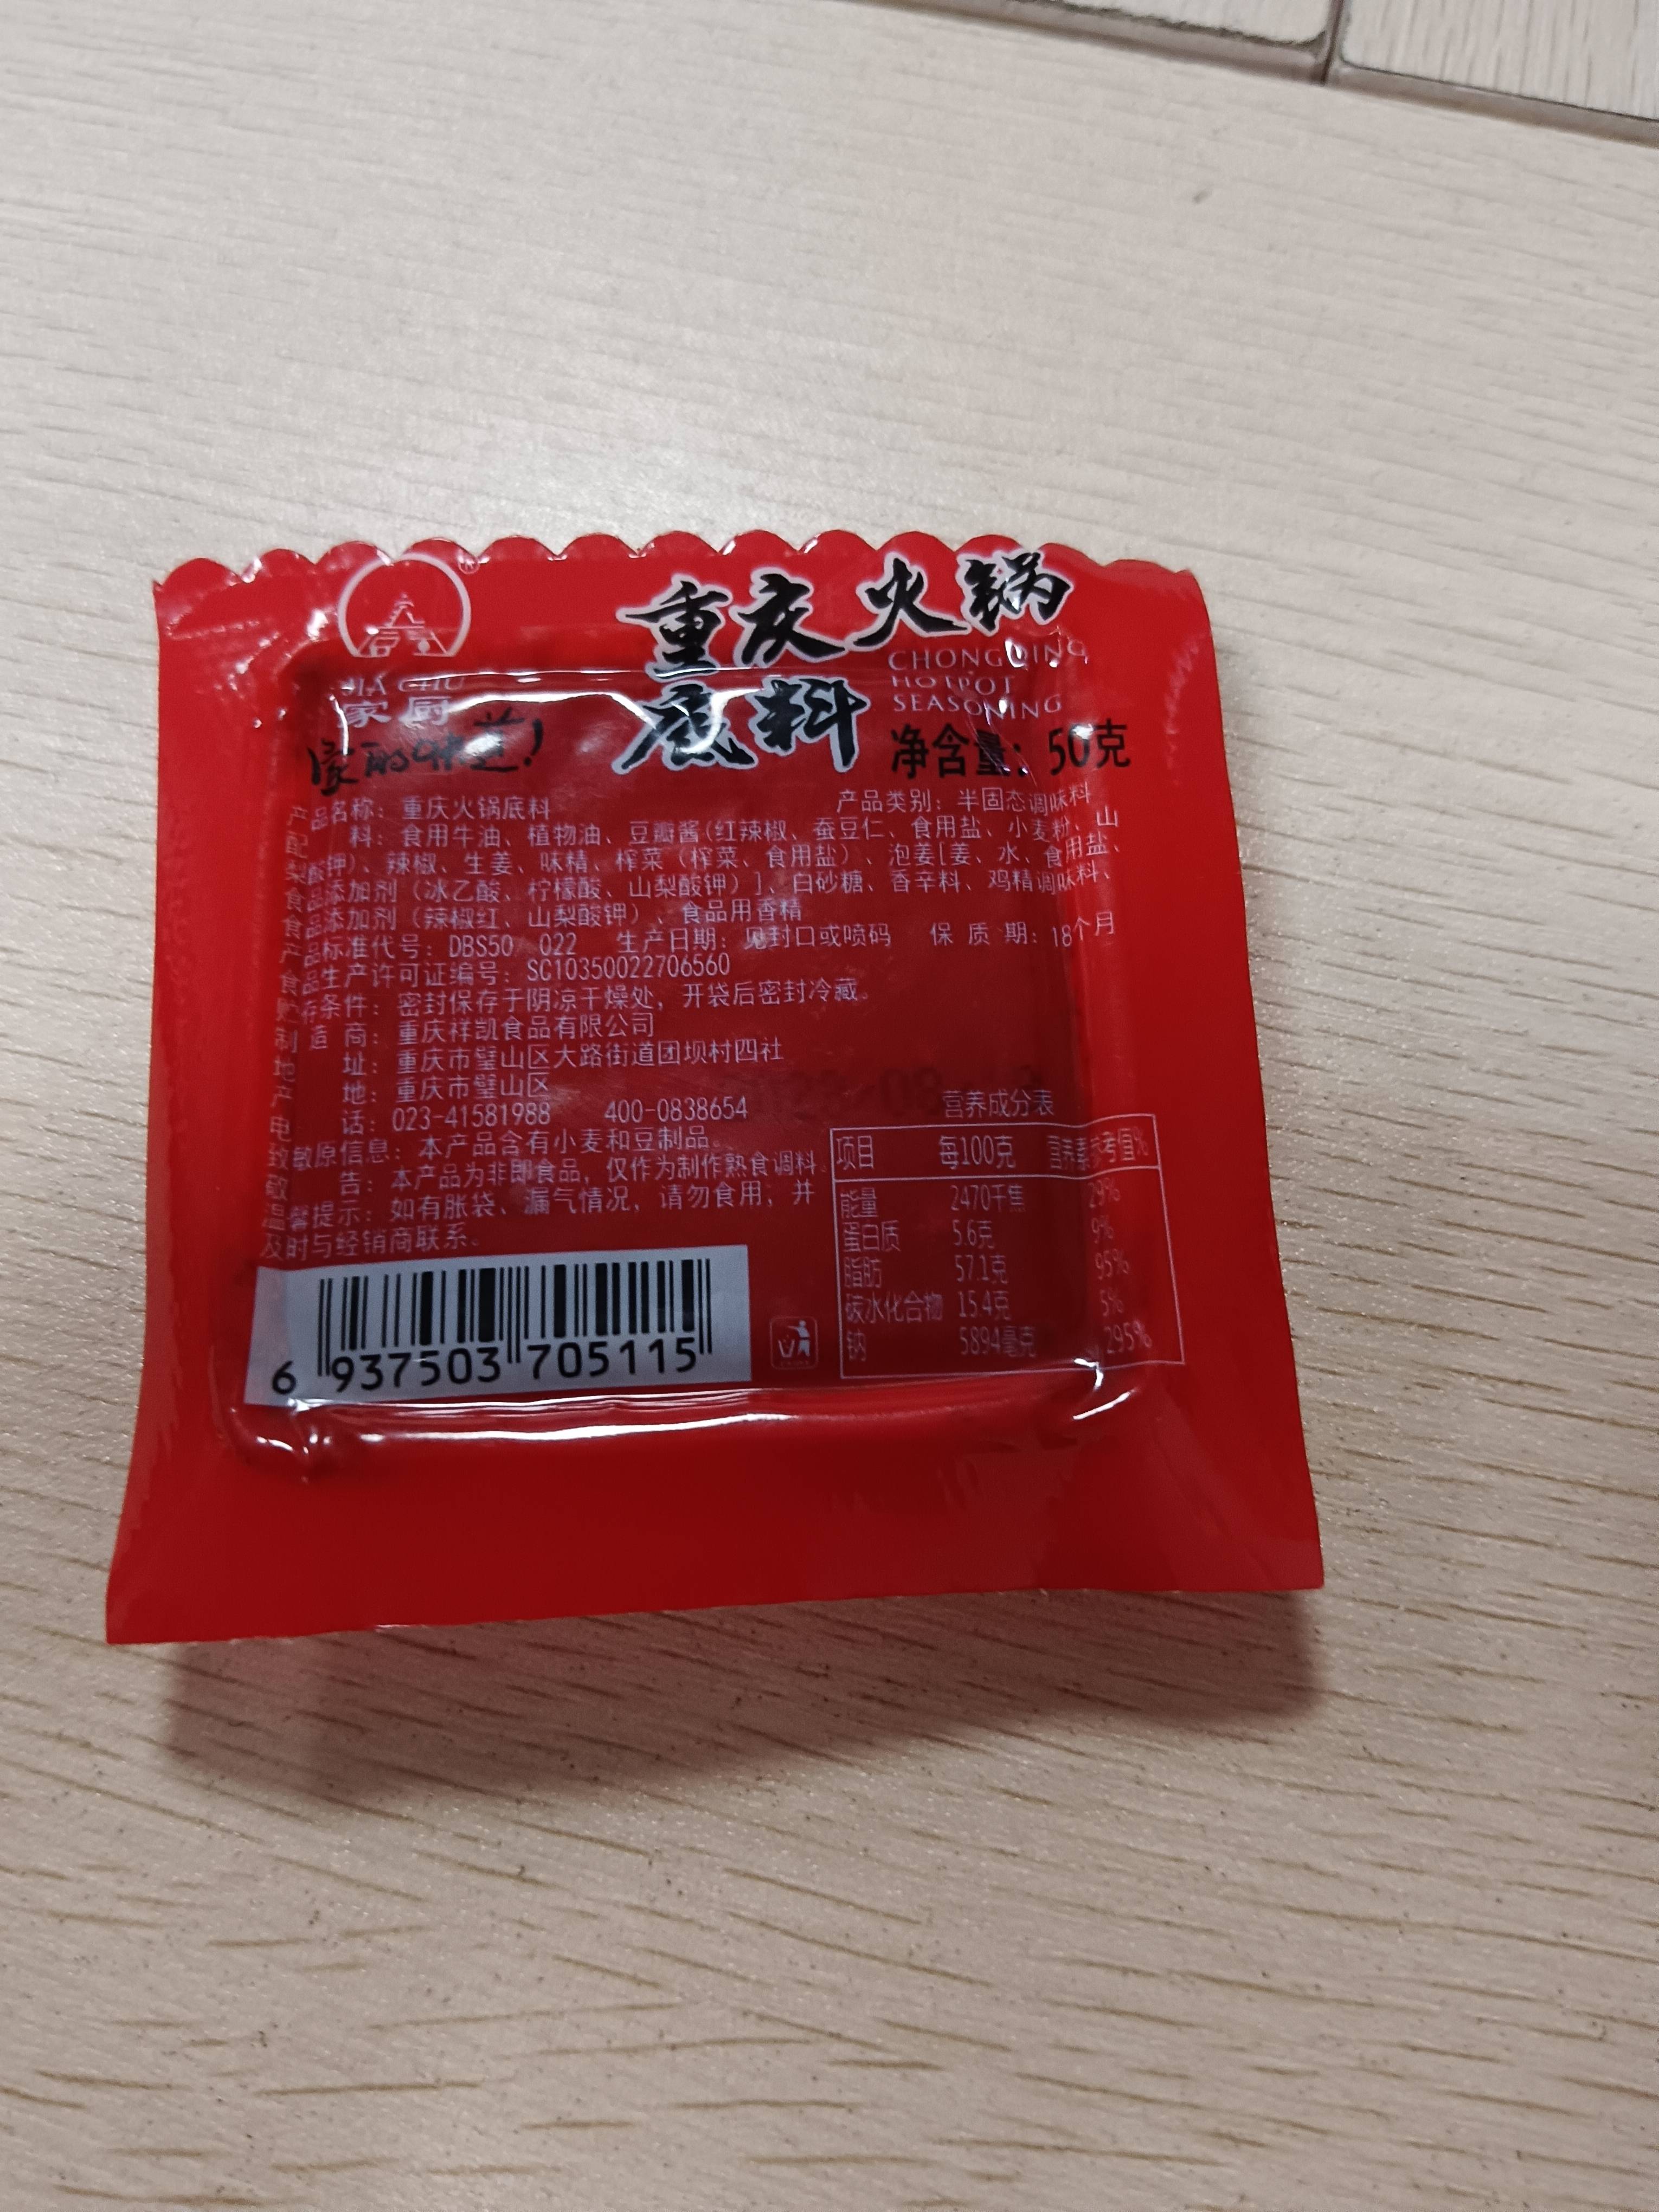 JIA CHU
家厨
家的味道!
重庆火锅
底料
CHONGQING
HOTPOT
SEASONING
净含量: 50克
产品名称: 重庆火锅底料 产品类别: 半固态调味料
配 料: 食用牛油、植物油、豆瓣酱(红辣椒、蚕豆仁、食用盐、小麦粉、山
梨酸钾)、辣椒、生姜、味精、榨菜(榨菜、食用盐)、泡姜[姜、水、食用盐、
食品添加剂(冰乙酸、柠檬酸、山梨酸钾)]、白砂糖、香辛料、鸡精调味料、
食品添加剂(辣椒红、山梨酸钾)、食品用香精
产品标准代号: DBS50/022 生产日期: 见封口或喷码 保质期: 18个月
食品生产许可证编号: SC10350022706560
贮存条件: 密封保存于阴凉干燥处, 开袋后密封冷藏。
制 造 商: 重庆祥凯食品有限公司
地 址: 重庆市璧山区大路街道团坝村四社
产 地: 重庆市璧山区
电 话: 023-41581988 400-0838654
致敏原信息: 本产品含有小麦和豆制品。
敬 告: 本产品为非即食品, 仅作为制作熟食调料。
温馨提示: 如有胀袋、漏气情况, 请勿食用, 并
及时与经销商联系。
营养成分表
项目 每100克 营养素参考值%
能量 2470千焦 29%
蛋白质 5.6克 9%
脂肪 57.1克 95%
碳水化合物 15.4克 5%
钠 5894毫克 295%
6 937503 705115